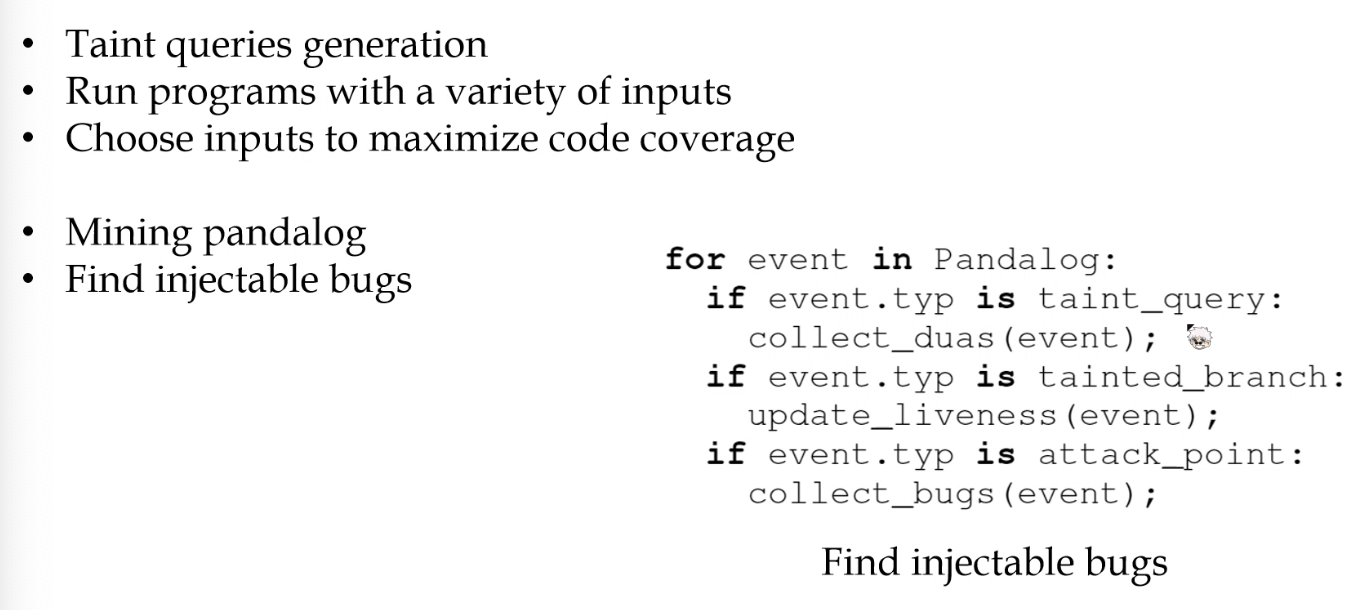 • Taint queries generation
• Run programs with a variety of inputs
• Choose inputs to maximize code coverage
• Mining pandalog
• Find injectable bugs
for event in Pandalog:
if event.typ is taint_query:
collect_duas(event);
if event.typ is tainted_branch:
update_liveness(event);
if event.typ is attack_point:
collect_bugs(event);
Find injectable bugs